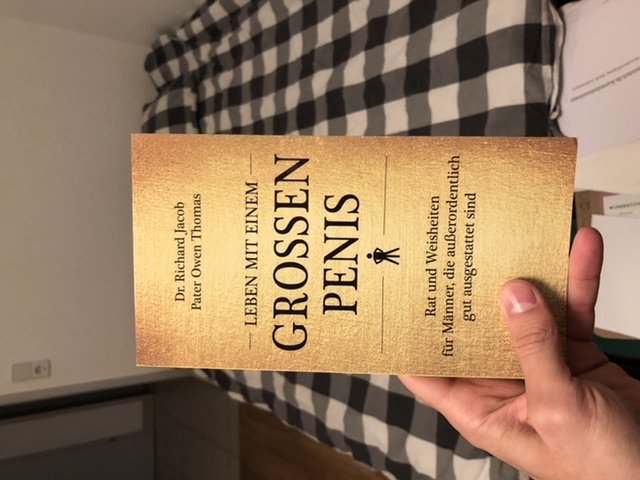 Dr. Richard Jacob
Pater Owen Thomas
LEBEN MIT EINEM
GROSSEN
PENIS
Rat und Weisheiten
für Männer, die außerordentlich
gut ausgestattet sind